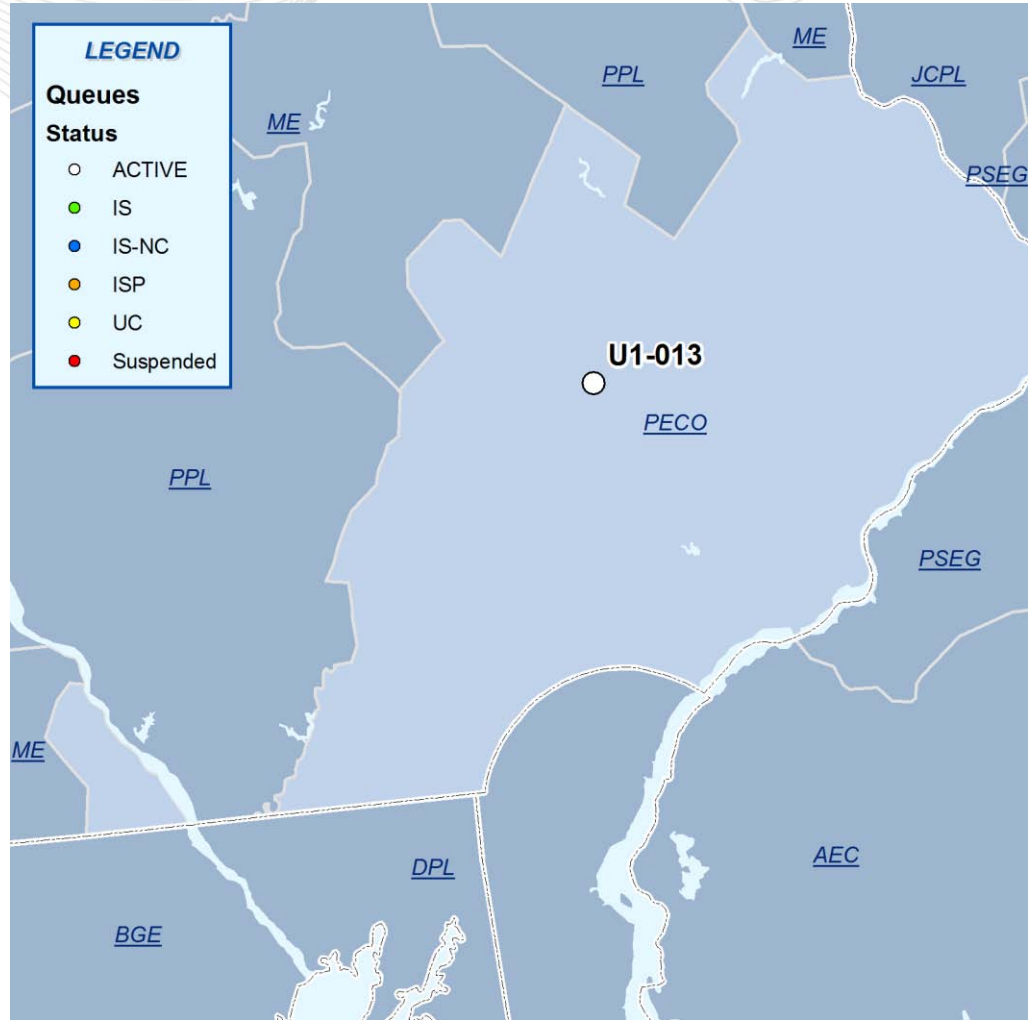 LEGEND
Queues
Status
ACTIVE
IS
IS-NC
ISP
UC
Suspended
ME
PPL
JCPL
ME
PSEG
U1-013
PECO
PPL
PSEG
ME
AEC
DPL
BGE